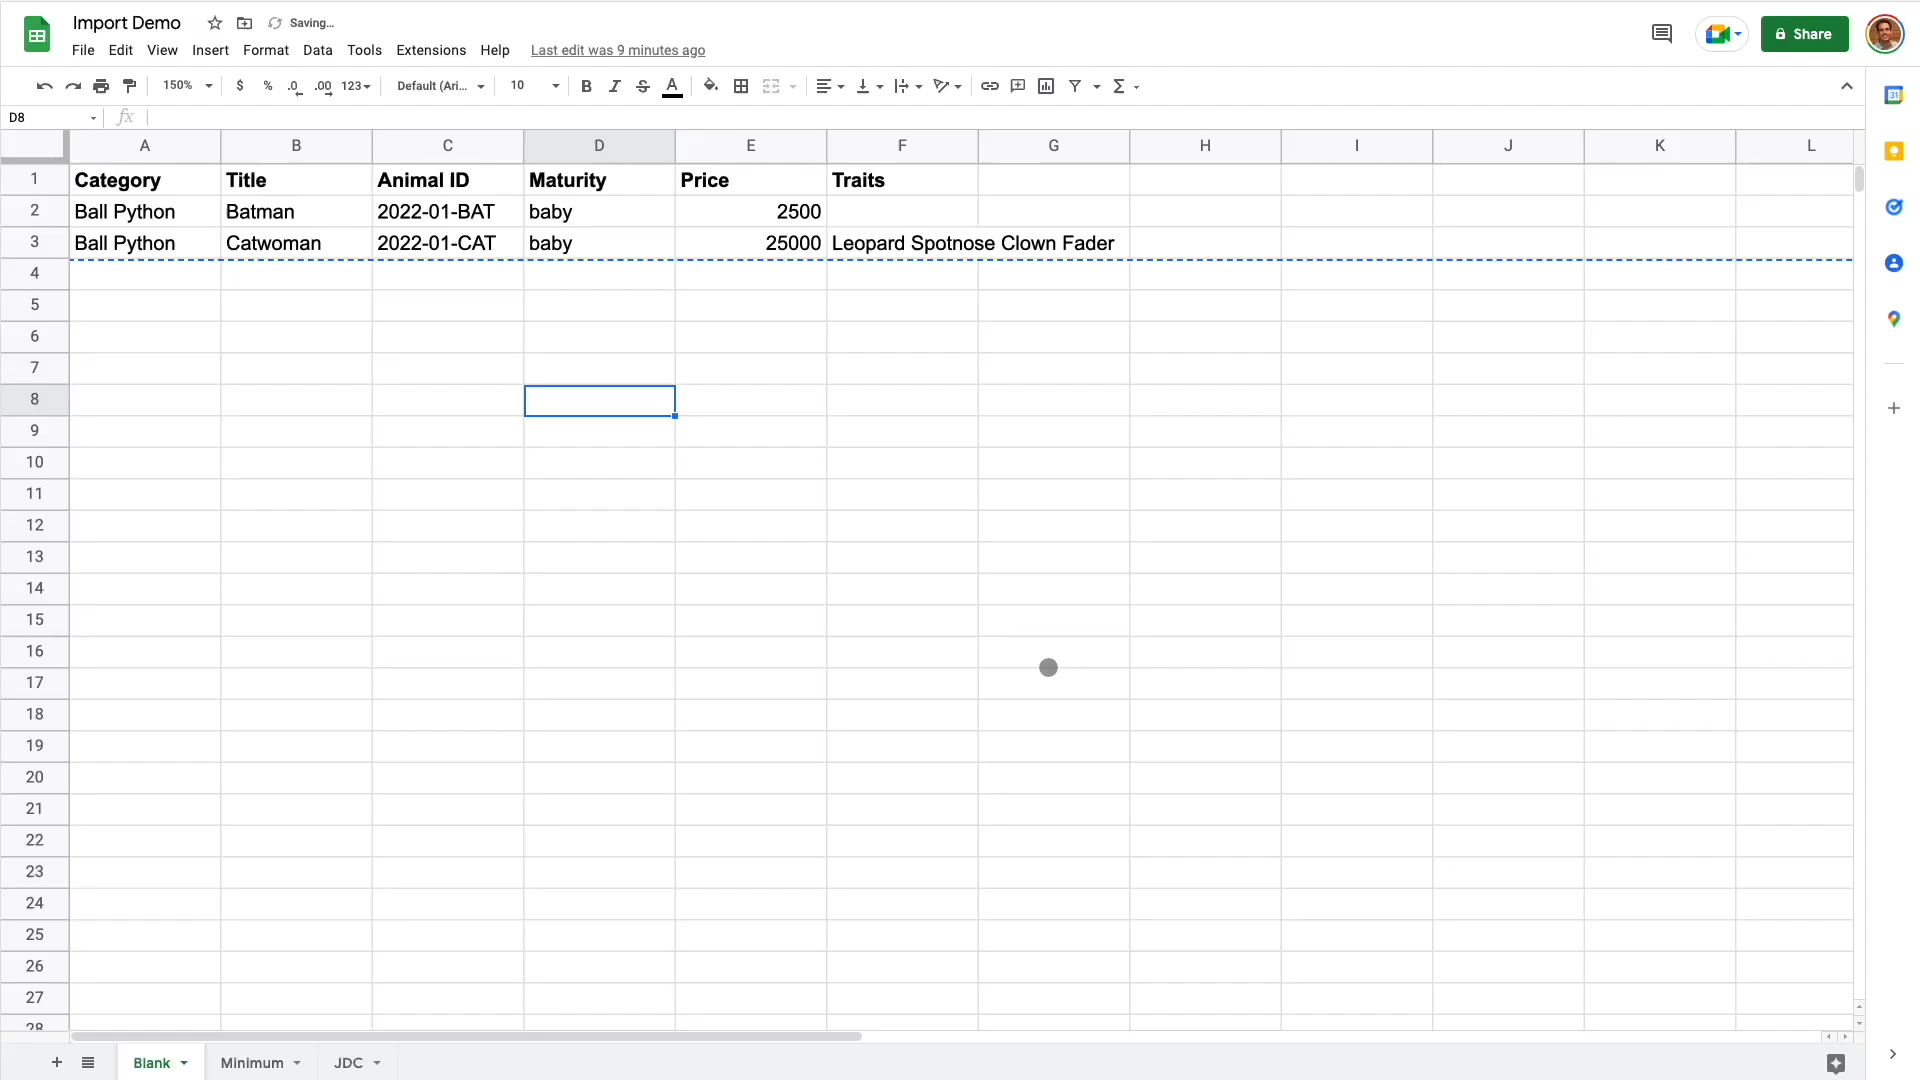 Import Demo Saving...
File Edit View Insert Format Data Tools Extensions Help Last edit was 9 minutes ago
Share
150% $ % .0 .00 123 Default (Ari... 10 B I S A
31
D8 fx
A B C D E F G H I J K L
1 Category Title Animal ID Maturity Price Traits
2 Ball Python Batman 2022-01-BAT baby 2500
3 Ball Python Catwoman 2022-01-CAT baby 25000 Leopard Spotnose Clown Fader
4
5
6
7
8
9
10
11
12
13
14
15
16
17
18
19
20
21
22
23
24
25
26
27
28
Blank Minimum JDC